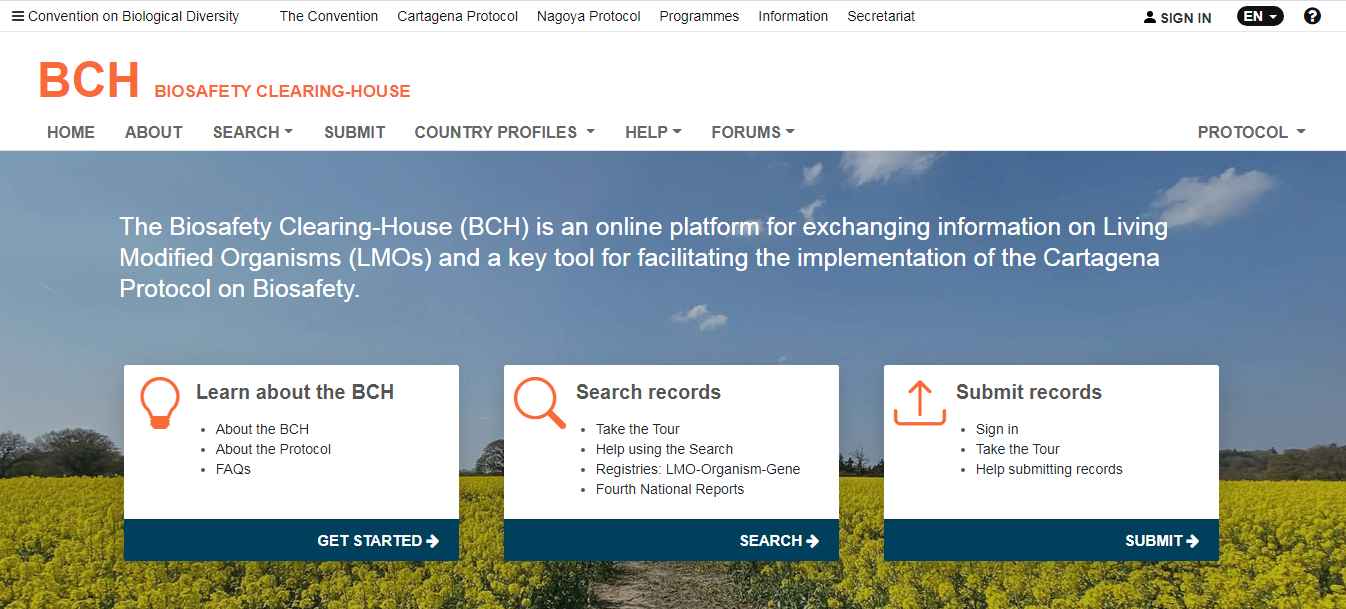 Convention on Biological Diversity The Convention Cartagena Protocol Nagoya Protocol Programmes Information Secretariat SIGN IN EN
BCH BIOSAFETY CLEARING-HOUSE
HOME ABOUT SEARCH SUBMIT COUNTRY PROFILES HELP FORUMS PROTOCOL
The Biosafety Clearing-House (BCH) is an online platform for exchanging information on Living
Modified Organisms (LMOs) and a key tool for facilitating the implementation of the Cartagena
Protocol on Biosafety.
Learn about the BCH
About the BCH
About the Protocol
FAQs
GET STARTED
Search records
Take the Tour
Help using the Search
Registries: LMO-Organism-Gene
Fourth National Reports
SEARCH
Submit records
Sign in
Take the Tour
Help submitting records
SUBMIT